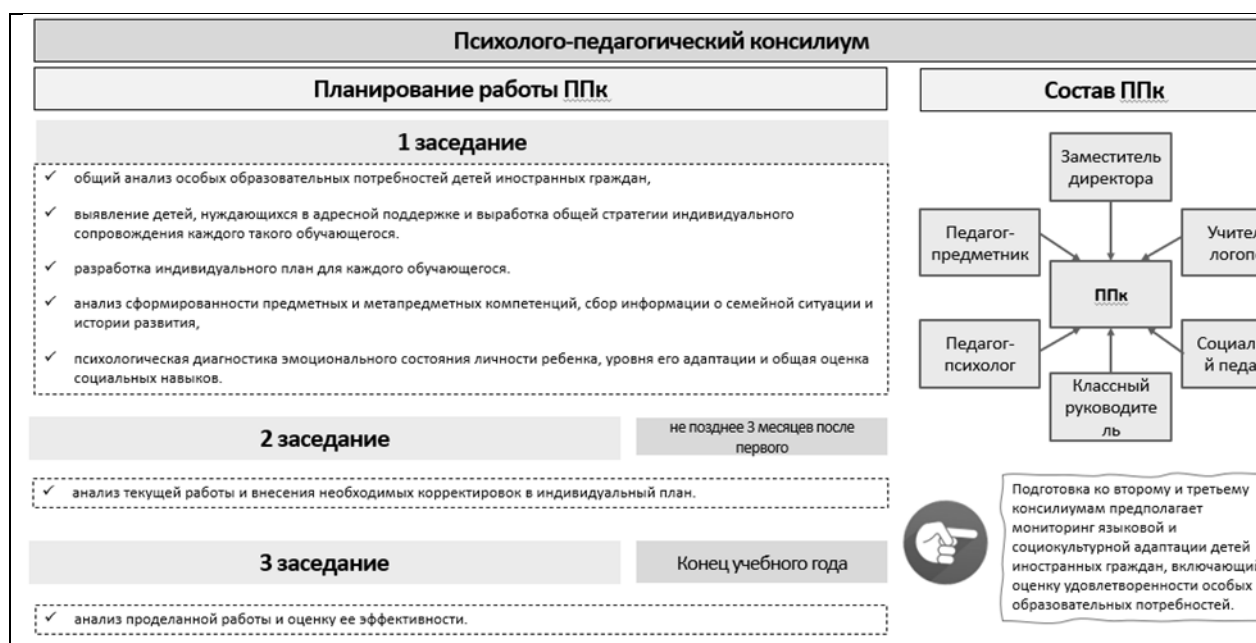 Психолого-педагогический консилиум
Планирование работы ППк
1 заседание
✓ общий анализ особых образовательных потребностей детей иностранных граждан,
✓ выявление детей, нуждающихся в адресной поддержке и выработка общей стратегии индивидуального
сопровождения каждого такого обучающегося.
✓ разработка индивидуального план для каждого обучающегося.
✓ анализ сформированности предметных и метапредметных компетенций, сбор информации о семейной ситуации и
истории развития,
✓ психологическая диагностика эмоционального состояния личности ребенка, уровня его адаптации и общая оценка
социальных навыков.
2 заседание
не позднее 3 месяцев после
первого
✓ анализ текущей работы и внесения необходимых корректировок в индивидуальный план.
3 заседание
Конец учебного года
✓ анализ проделанной работы и оценку ее эффективности.
Состав ППк
Заместитель
директора
Педагог-
предметник
ППк
Педагог-
психолог
Классный
руководите
ль
Подготовка ко второму и третьему
консилиумам предполагает
мониторинг языковой и
социокультурной адаптации детей
иностранных граждан,
оценку удовлетворенности особых
образовательных потребностей.